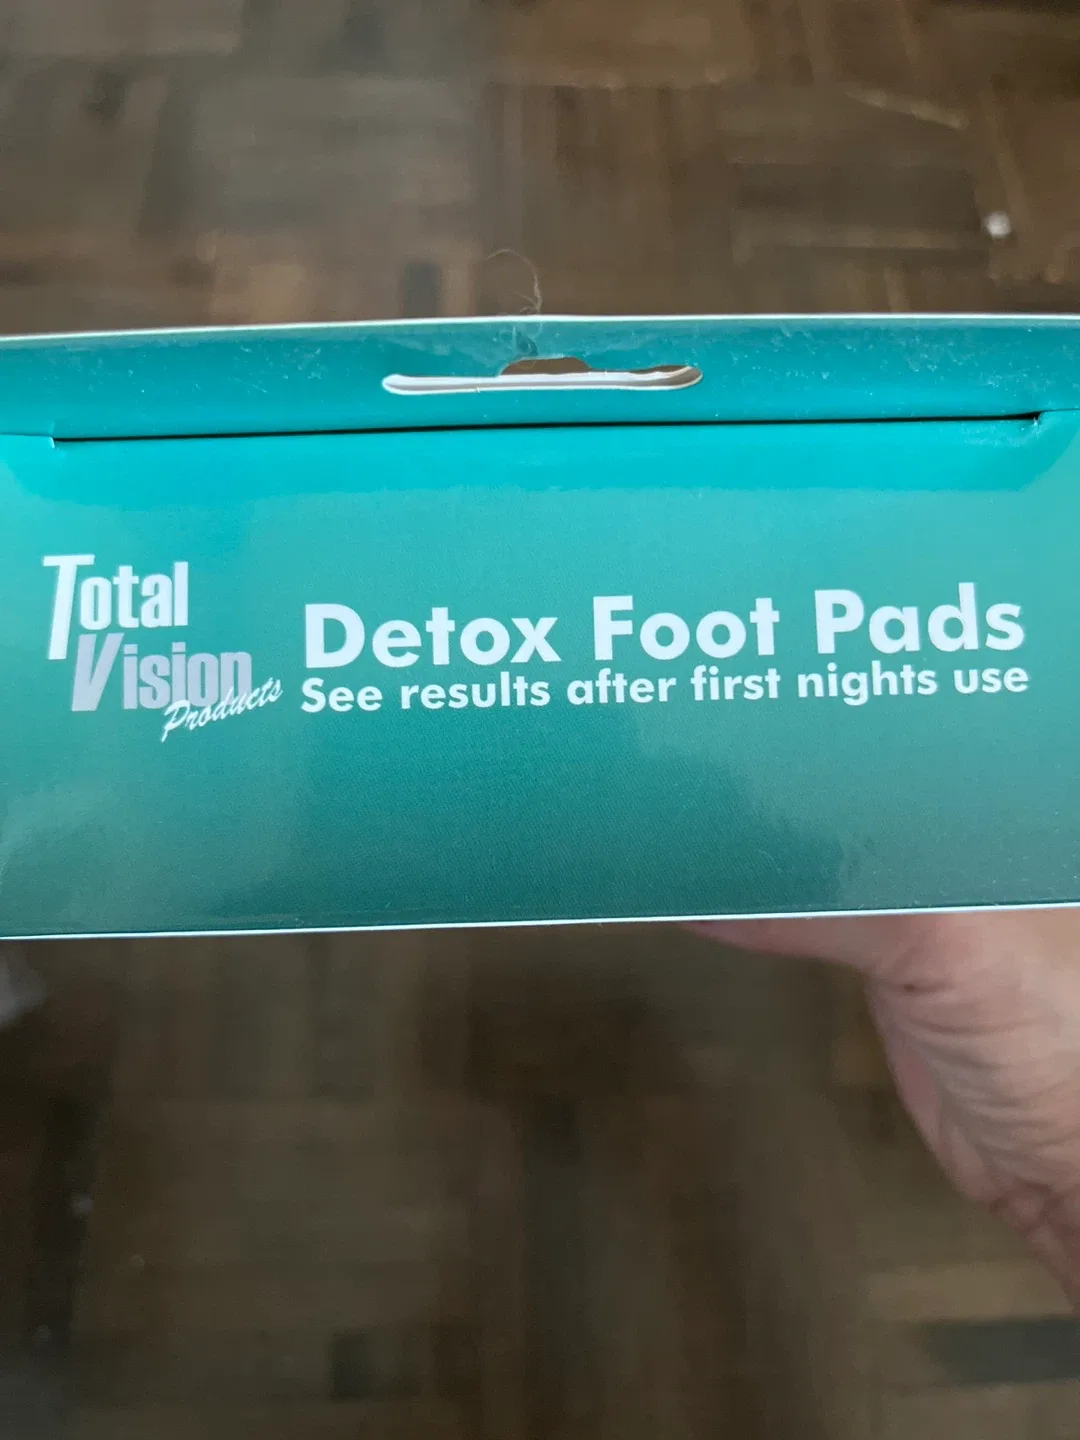 Total
Vision
Products
Detox Foot Pads
See results after first nights use